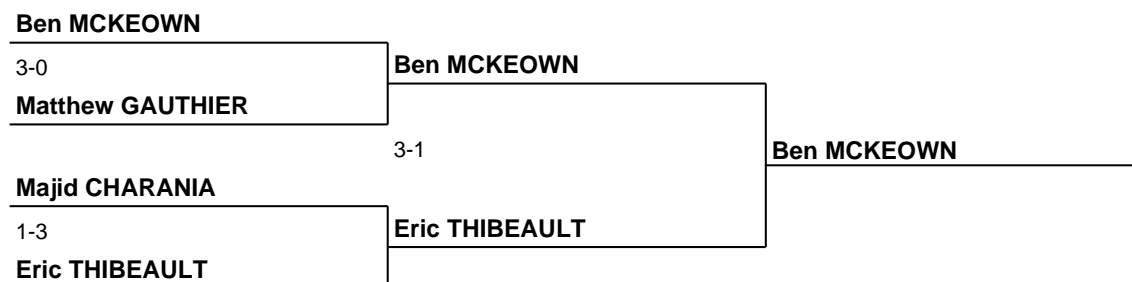 Ben MCKEOWN
3-0
Matthew GAUTHIER
Ben MCKEOWN
3-1
Ben MCKEOWN
Majid CHARANIA
1-3
Eric THIBEAULT
Eric THIBEAULT